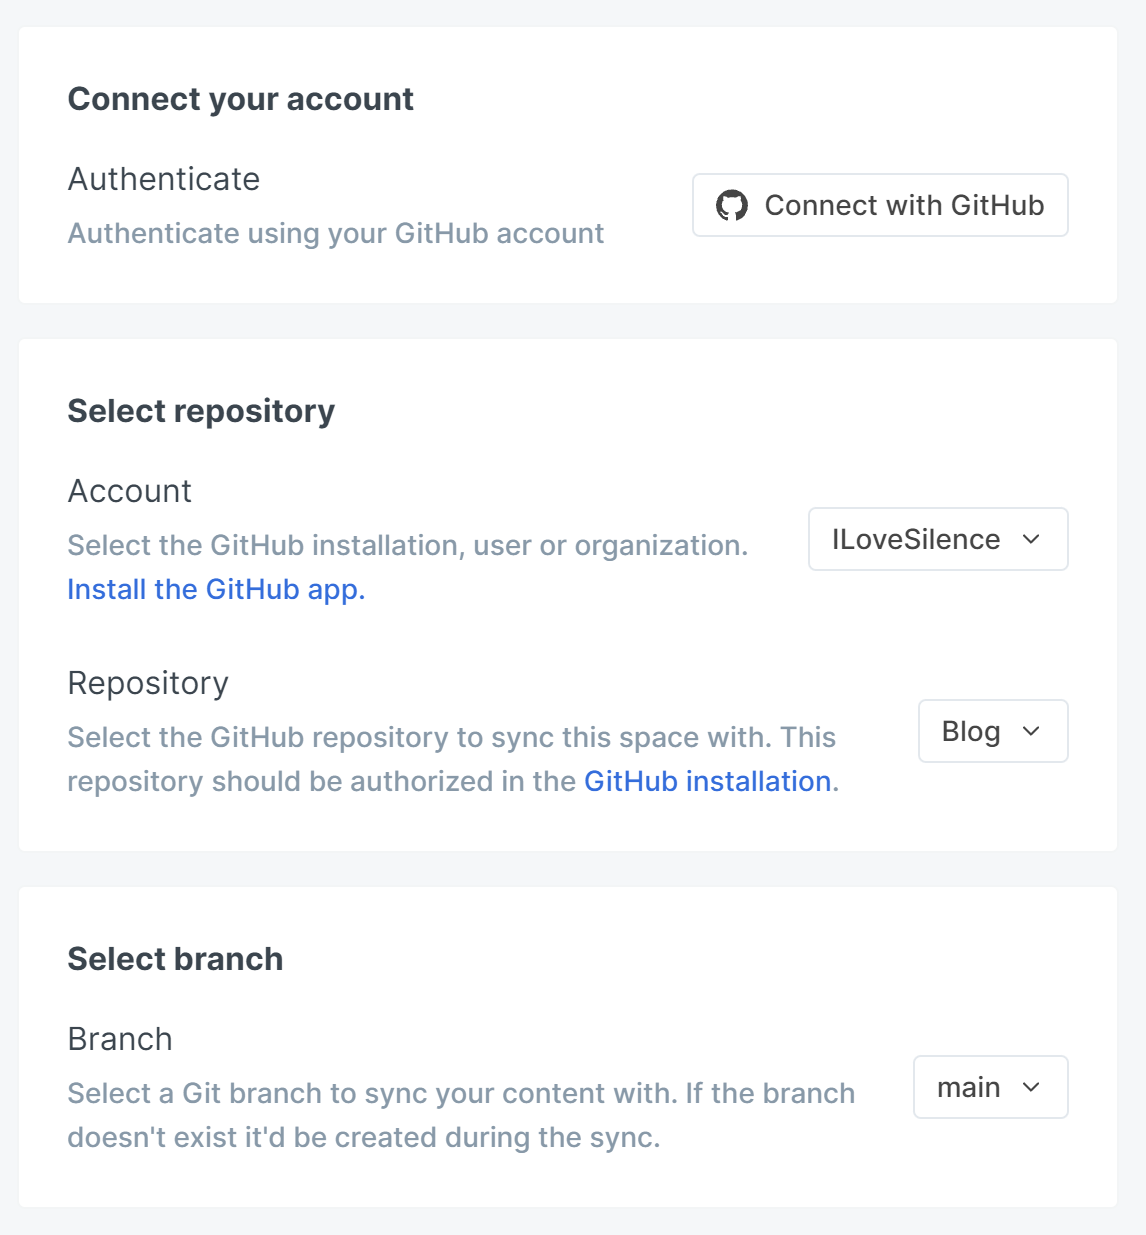 Connect your account
Authenticate
Authenticate using your GitHub account
Connect with GitHub
Select repository
Account
Select the GitHub installation, user or organization.
Install the GitHub app.
ILoveSilence
Repository
Select the GitHub repository to sync this space with. This
repository should be authorized in the GitHub installation.
Blog
Select branch
Branch
Select a Git branch to sync your content with. If the branch
doesn't exist it'd be created during the sync.
main